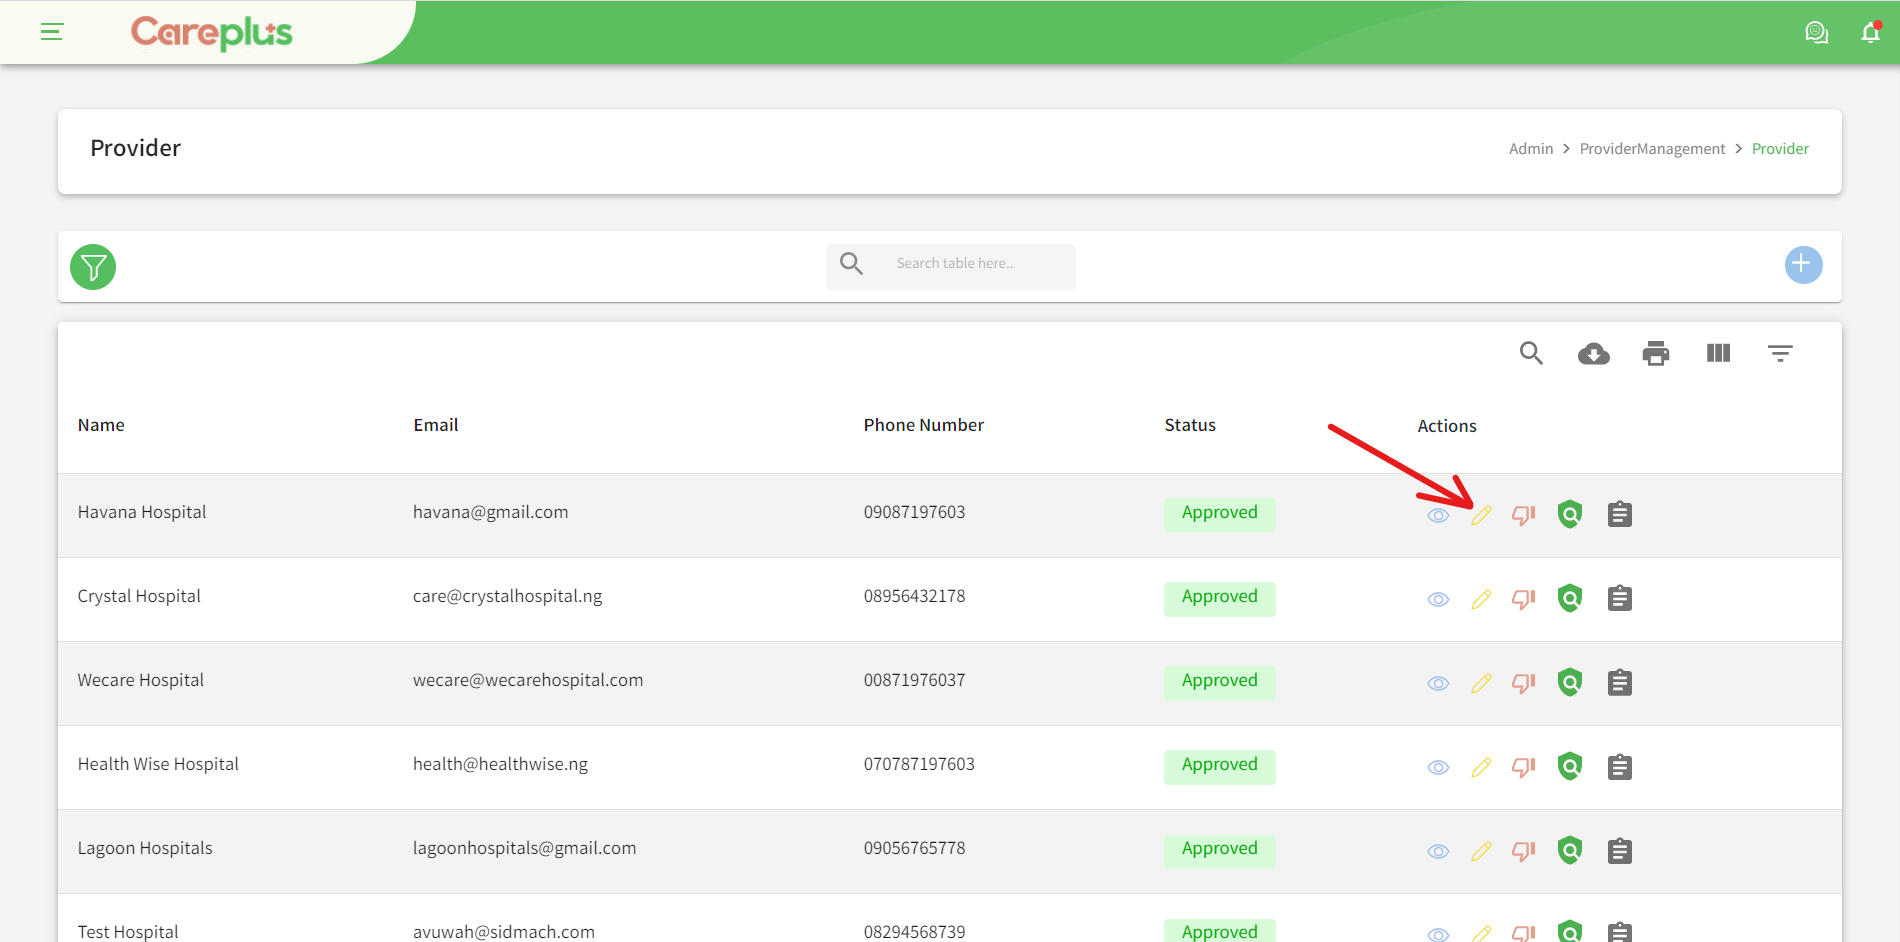 Careplus
Provider
Admin > ProviderManagement > Provider
Search table here...
Name Email Phone Number Status Actions
Havana Hospital havana@gmail.com 09087197603 Approved
Crystal Hospital care@crystalhospital.ng 08956432178 Approved
Wecare Hospital wecare@wecarehospital.com 00871976037 Approved
Health Wise Hospital health@healthwise.ng 070787197603 Approved
Lagoon Hospitals lagoonhospitals@gmail.com 09056765778 Approved
Test Hospital avuwah@sidmach.com 08294568739 Approved